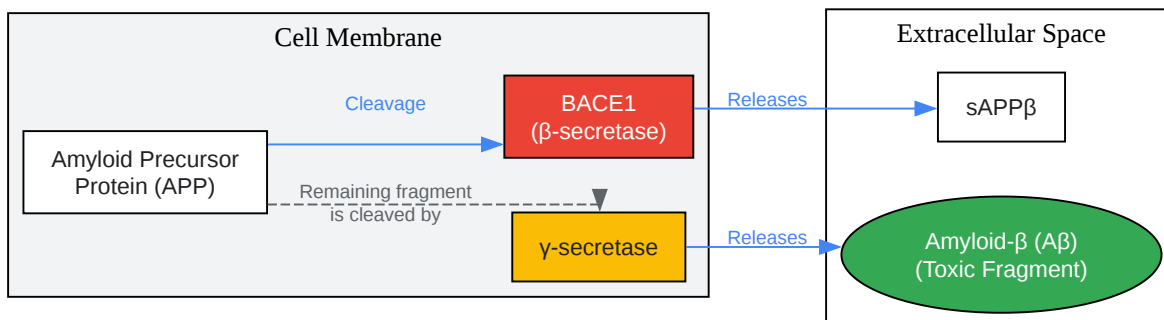 Cell Membrane
Extracellular Space
Cleavage
BACE1
(β-secretase)
Releases
sAPPβ
Amyloid Precursor
Protein (APP)
Remaining fragment
is cleaved by
γ-secretase
Releases
Amyloid-β (Aβ)
(Toxic Fragment)